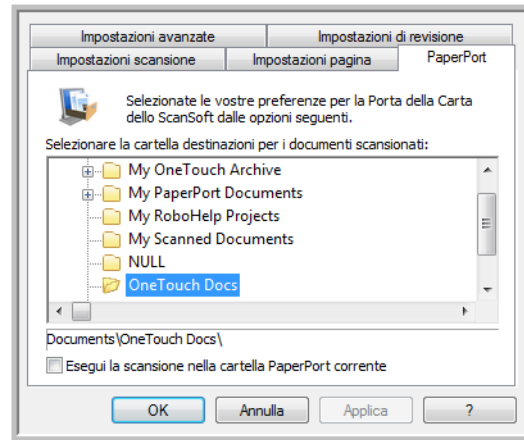 Impostazioni avanzate
Impostazioni di revisione
Impostazioni scansione
Impostazioni pagina
PaperPort
Selezionate le vostre preferenze per la Porta della Carta
dello ScanSoft dalle opzioni seguenti.
Selezionare la cartella destinazioni per i documenti scansionati:
My OneTouch Archive
My PaperPort Documents
My RoboHelp Projects
My Scanned Documents
NULL
OneTouch Docs
Documents\OneTouch Docs\
Esegui la scansione nella cartella PaperPort corrente
OK
Annulla
Applica
?